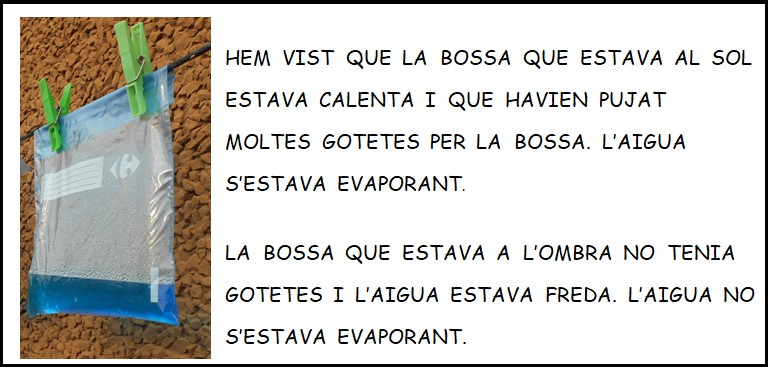 HEM VIST QUE LA BOSSA QUE ESTAVA AL SOL
ESTAVA CALENTA I QUE HAVIEN PUJAT
MOLTES GOTETES PER LA BOSSA. L'AIGUA
S'ESTAVA EVAPORANT.
LA BOSSA QUE ESTAVA A L'OMBRA NO TENIA
GOTETES I L'AIGUA ESTAVA FREDA. L'AIGUA NO
S'ESTAVA EVAPORANT.